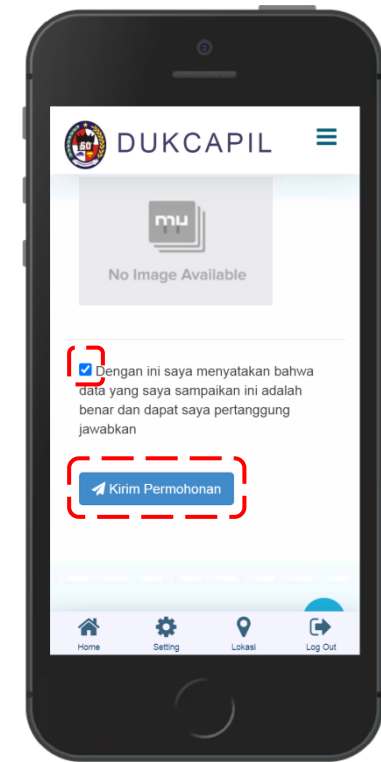 DUKCAPIL
No Image Available
Dengan ini saya menyatakan bahwa
data yang saya sampaikan ini adalah
benar dan dapat saya pertanggung
jawabkan
Kirim Permohonan
Home Setting Lokasi Log Out